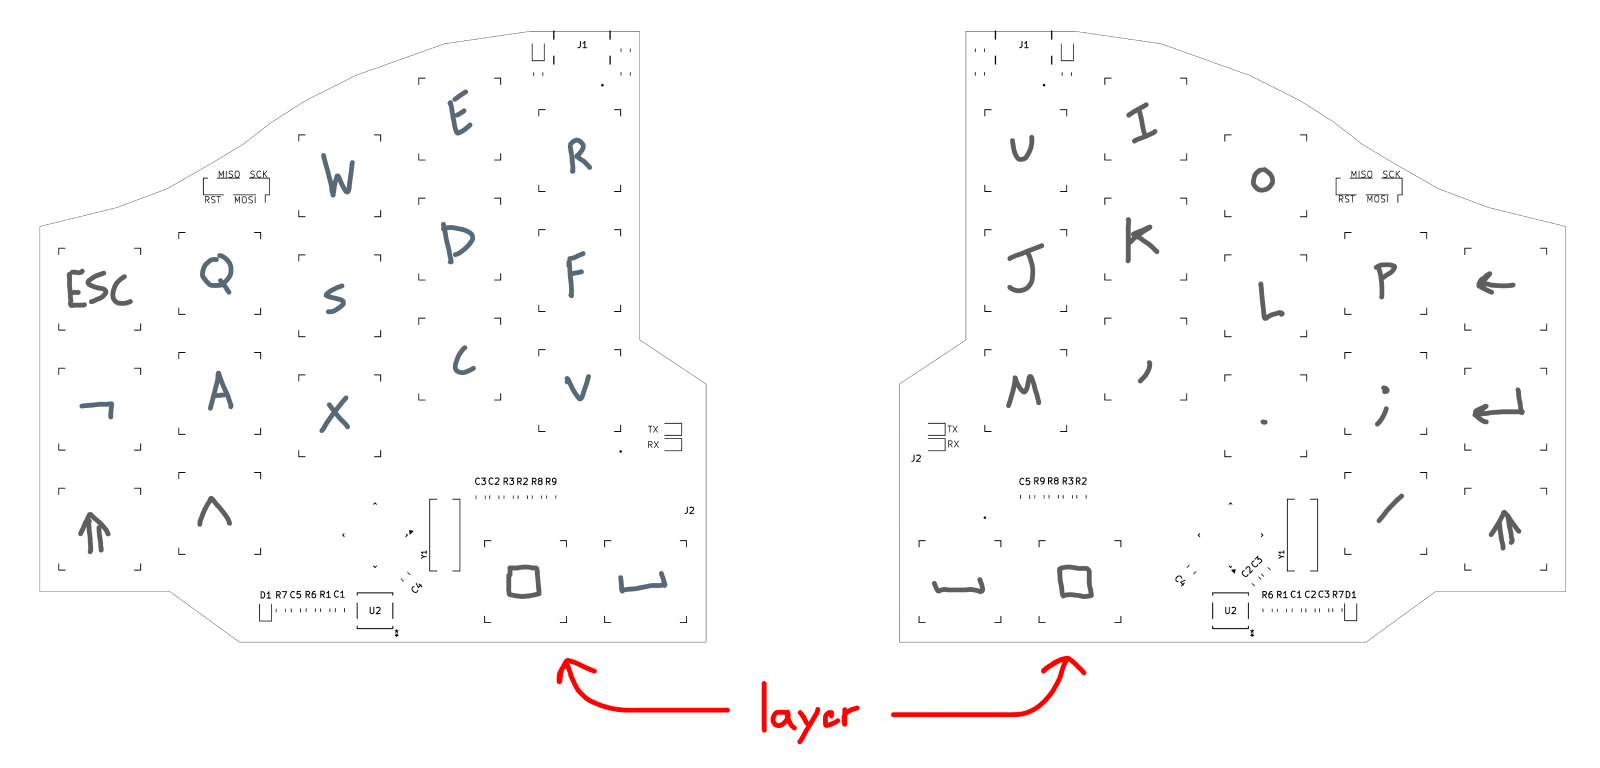 J1
E
R
W
MISO SCK
RST MOSI
ESC
Q
S
D
F
¬
A
X
C
V
TX
RX
⇑
^
C3 C2 R3 R2 R8 R9
J2
Y1
C4
D1 R7 C5 R6 R1 C1
U2
*
□
⎵
J1
U
I
O
MISO SCK
RST MOSI
J
K
L
P
←
M
,
.
;
↵
TX
RX
J2
C5 R9 R8 R3 R2
/
⇑
Y1
C2 C3
R6 R1 C1 C2 C3 R7 D1
U2
*
⎵
□
layer